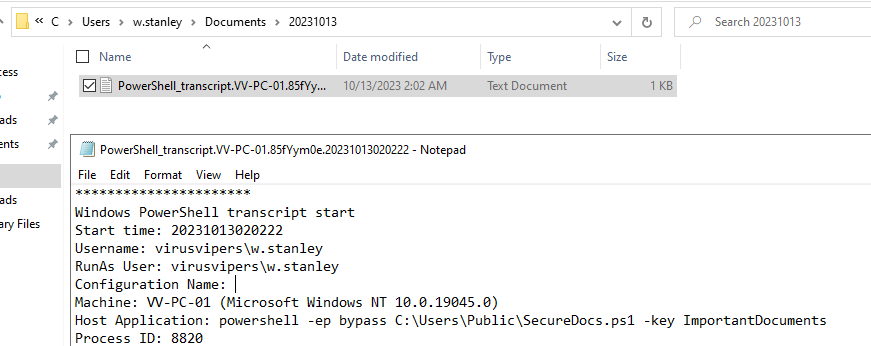 « C > Users > w.stanley > Documents > 20231013
Search 20231013
Name Date modified Type Size
cess
PowerShell_transcript.VV-PC-01.85fYy... 10/13/2023 2:02 AM Text Document 1 KB
ads
ents
ads
ary Files
PowerShell_transcript.VV-PC-01.85fYym0e.20231013020222 - Notepad
File Edit Format View Help
**********************
Windows PowerShell transcript start
Start time: 20231013020222
Username: virusvipers\w.stanley
RunAs User: virusvipers\w.stanley
Configuration Name:
Machine: VV-PC-01 (Microsoft Windows NT 10.0.19045.0)
Host Application: powershell -ep bypass C:\Users\Public\SecureDocs.ps1 -key ImportantDocuments
Process ID: 8820